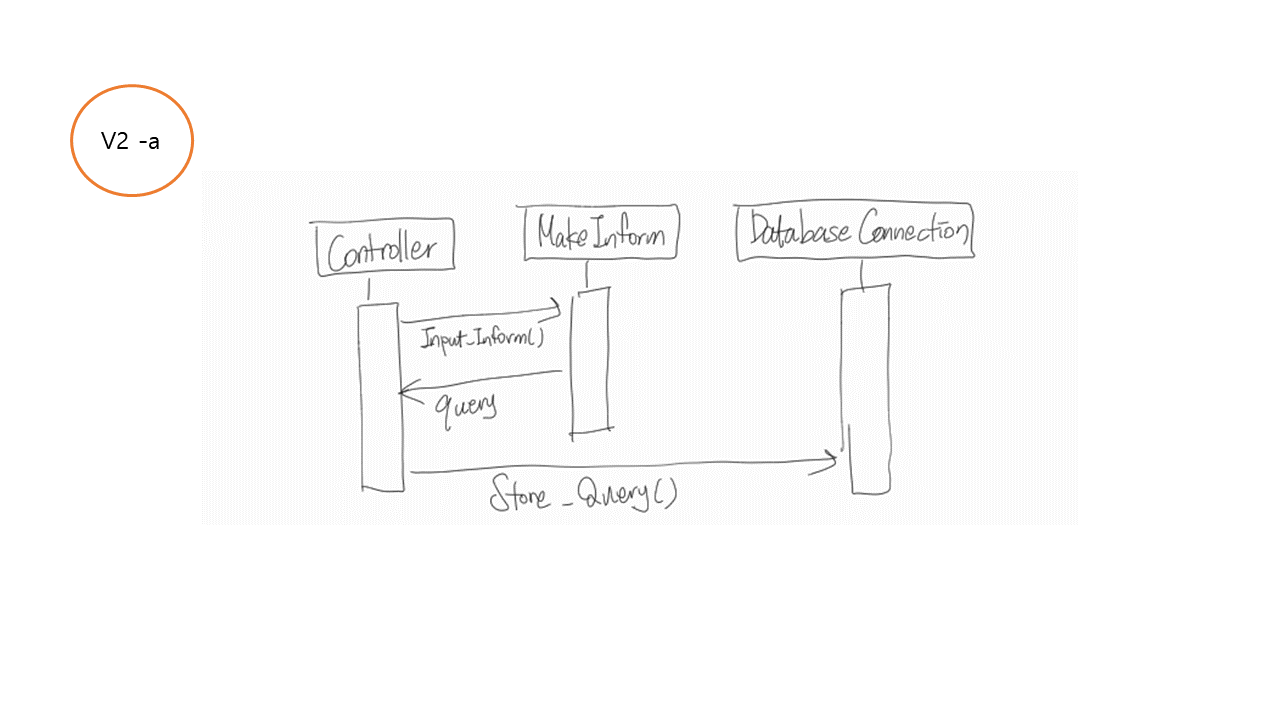 V2 -a
Controller
Make Inform
Database Connection
Input_Inform()
query
Store_Query()